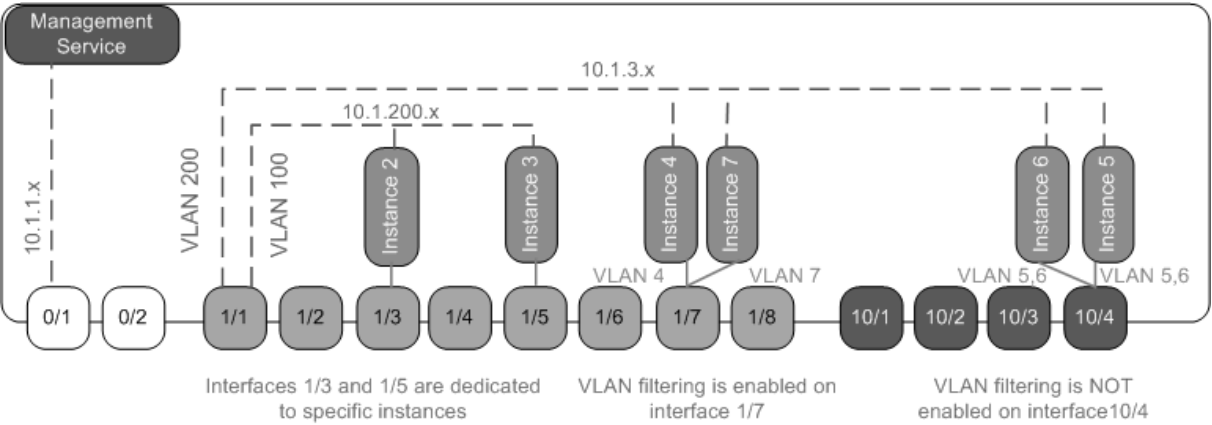 Management
Service
10.1.3.x
10.1.200.x
10.1.1.x
VLAN 200
VLAN 100
Instance 2
Instance 3
Instance 4
Instance 7
Instance 6
Instance 5
VLAN 4
VLAN 7
VLAN 5,6
VLAN 5,6
0/1
0/2
1/1
1/2
1/3
1/4
1/5
1/6
1/7
1/8
10/1
10/2
10/3
10/4
Interfaces 1/3 and 1/5 are dedicated
to specific instances
VLAN filtering is enabled on
interface 1/7
VLAN filtering is NOT
enabled on interface10/4